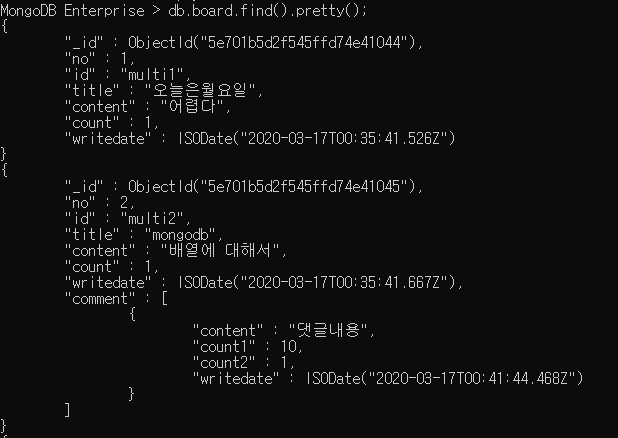 MongoDB Enterprise > db.board.find().pretty();
{
        "_id" : ObjectId("5e701b5d2f545ffd74e41044"),
        "no" : 1,
        "id" : "multi1",
        "title" : "오늘은월요일",
        "content" : "어렵다",
        "count" : 1,
        "writedate" : ISODate("2020-03-17T00:35:41.526Z")
}
{
        "_id" : ObjectId("5e701b5d2f545ffd74e41045"),
        "no" : 2,
        "id" : "multi2",
        "title" : "mongodb",
        "content" : "배열에 대해서",
        "count" : 1,
        "writedate" : ISODate("2020-03-17T00:35:41.667Z"),
        "comment" : [
                {
                        "content" : "댓글내용",
                        "count1" : 10,
                        "count2" : 1,
                        "writedate" : ISODate("2020-03-17T00:41:44.468Z")
                }
        ]
}